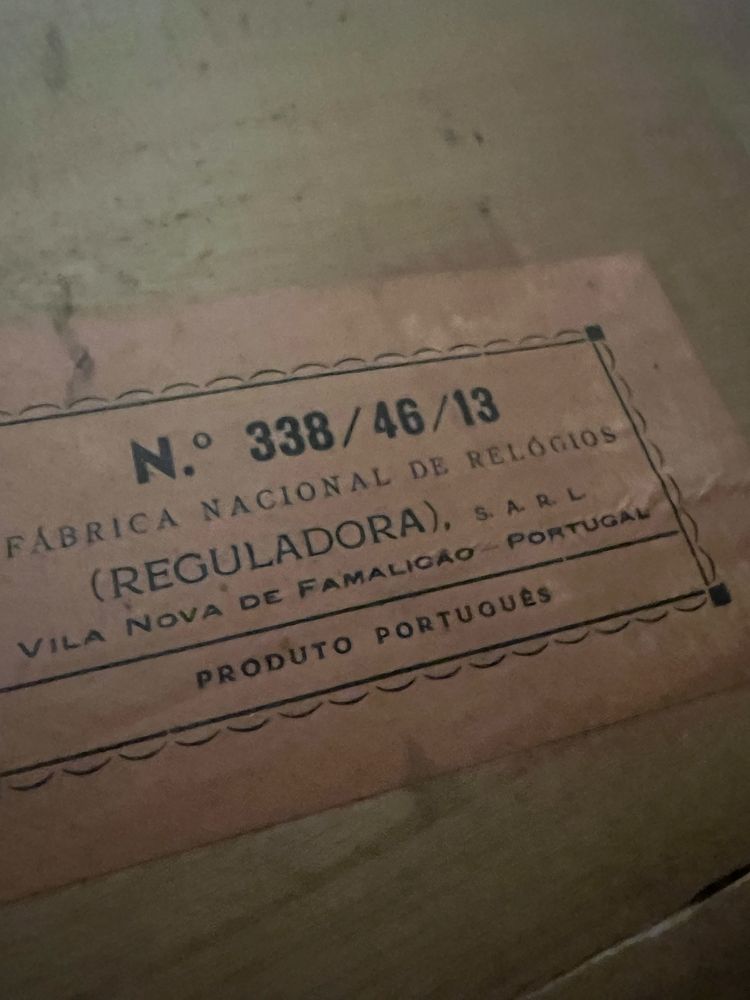 N.º 338/46/13
FÁBRICA NACIONAL DE RELÓGIOS
(REGULADORA), S. A. R. L.
VILA NOVA DE FAMALICÃO - PORTUGAL
PRODUTO PORTUGUÊS